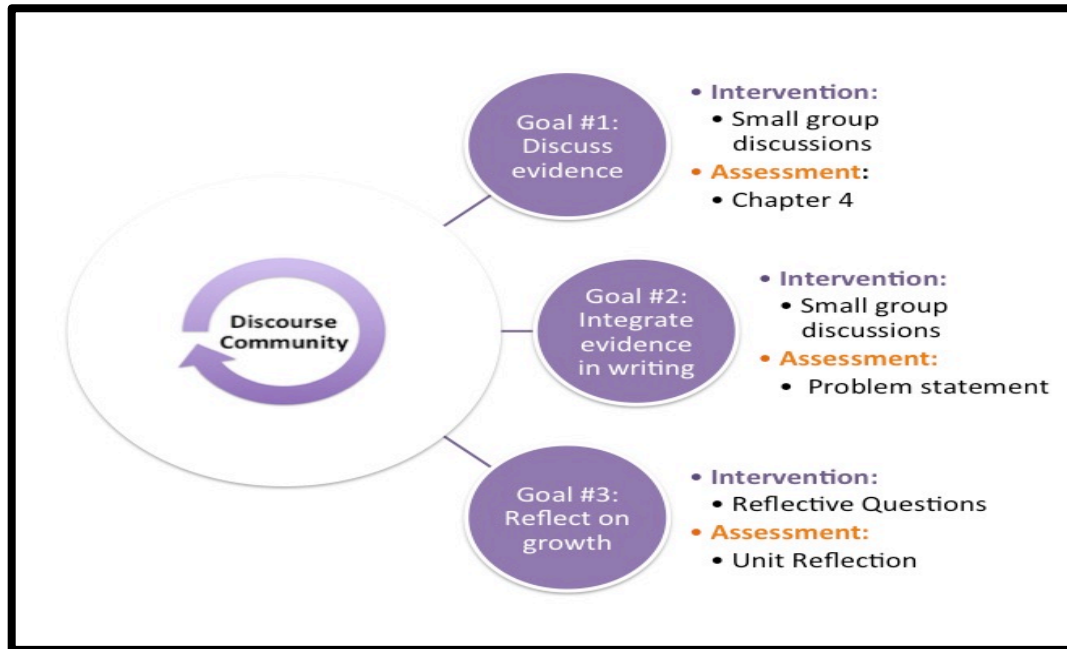 Discourse
Community
Goal #1:
Discuss
evidence
• Intervention:
• Small group
discussions
• Assessment:
• Chapter 4
Goal #2:
Integrate
evidence
in writing
• Intervention:
• Small group
discussions
• Assessment:
• Problem statement
Goal #3:
Reflect on
growth
• Intervention:
• Reflective Questions
• Assessment:
• Unit Reflection